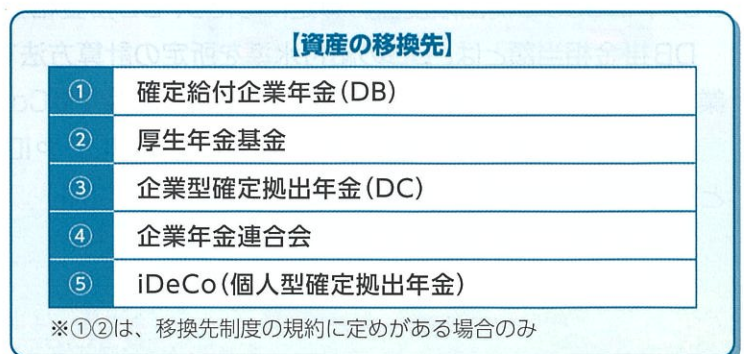 【資産の移換先】
① 確定給付企業年金(DB)
② 厚生年金基金
③ 企業型確定拠出年金(DC)
④ 企業年金連合会
⑤ iDeCo(個人型確定拠出年金)
※①②は、移換先制度の規約に定めがある場合のみ